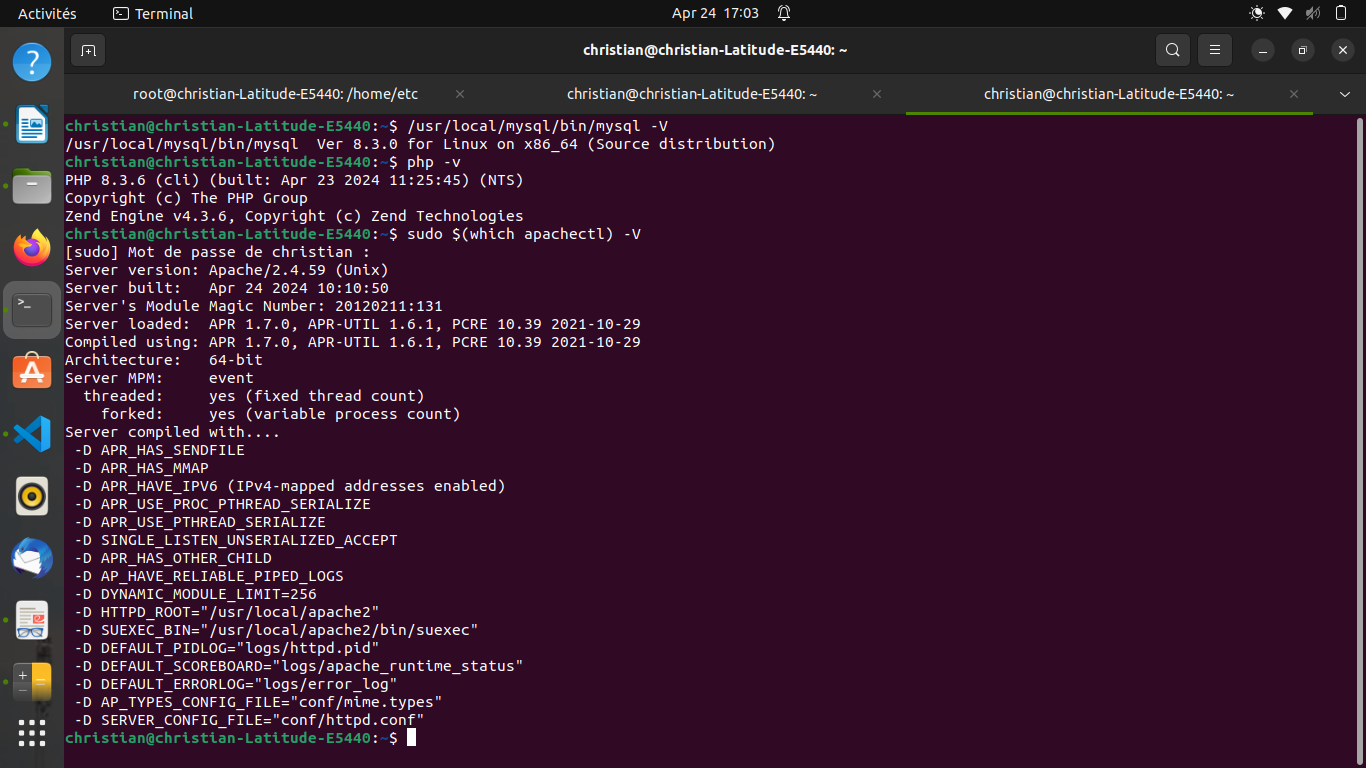 Activités
Terminal
Apr 24 17:03
christian@christian-Latitude-E5440: ~
root@christian-Latitude-E5440: /home/etc
christian@christian-Latitude-E5440: ~
christian@christian-Latitude-E5440: ~
christian@christian-Latitude-E5440:~$ /usr/local/mysql/bin/mysql -V
/usr/local/mysql/bin/mysql  Ver 8.3.0 for Linux on x86_64 (Source distribution)
christian@christian-Latitude-E5440:~$ php -v
PHP 8.3.6 (cli) (built: Apr 23 2024 11:25:45) (NTS)
Copyright (c) The PHP Group
Zend Engine v4.3.6, Copyright (c) Zend Technologies
christian@christian-Latitude-E5440:~$ sudo $(which apachectl) -V
[sudo] Mot de passe de christian :
Server version: Apache/2.4.59 (Unix)
Server built:   Apr 24 2024 10:10:50
Server's Module Magic Number: 20120211:131
Server loaded:  APR 1.7.0, APR-UTIL 1.6.1, PCRE 10.39 2021-10-29
Compiled using: APR 1.7.0, APR-UTIL 1.6.1, PCRE 10.39 2021-10-29
Architecture:   64-bit
Server MPM:     event
  threaded:     yes (fixed thread count)
    forked:     yes (variable process count)
Server compiled with....
 -D APR_HAS_SENDFILE
 -D APR_HAS_MMAP
 -D APR_HAVE_IPV6 (IPv4-mapped addresses enabled)
 -D APR_USE_PROC_PTHREAD_SERIALIZE
 -D APR_USE_PTHREAD_SERIALIZE
 -D SINGLE_LISTEN_UNSERIALIZED_ACCEPT
 -D APR_HAS_OTHER_CHILD
 -D AP_HAVE_RELIABLE_PIPED_LOGS
 -D DYNAMIC_MODULE_LIMIT=256
 -D HTTPD_ROOT="/usr/local/apache2"
 -D SUEXEC_BIN="/usr/local/apache2/bin/suexec"
 -D DEFAULT_PIDLOG="logs/httpd.pid"
 -D DEFAULT_SCOREBOARD="logs/apache_runtime_status"
 -D DEFAULT_ERRORLOG="logs/error_log"
 -D AP_TYPES_CONFIG_FILE="conf/mime.types"
 -D SERVER_CONFIG_FILE="conf/httpd.conf"
christian@christian-Latitude-E5440:~$